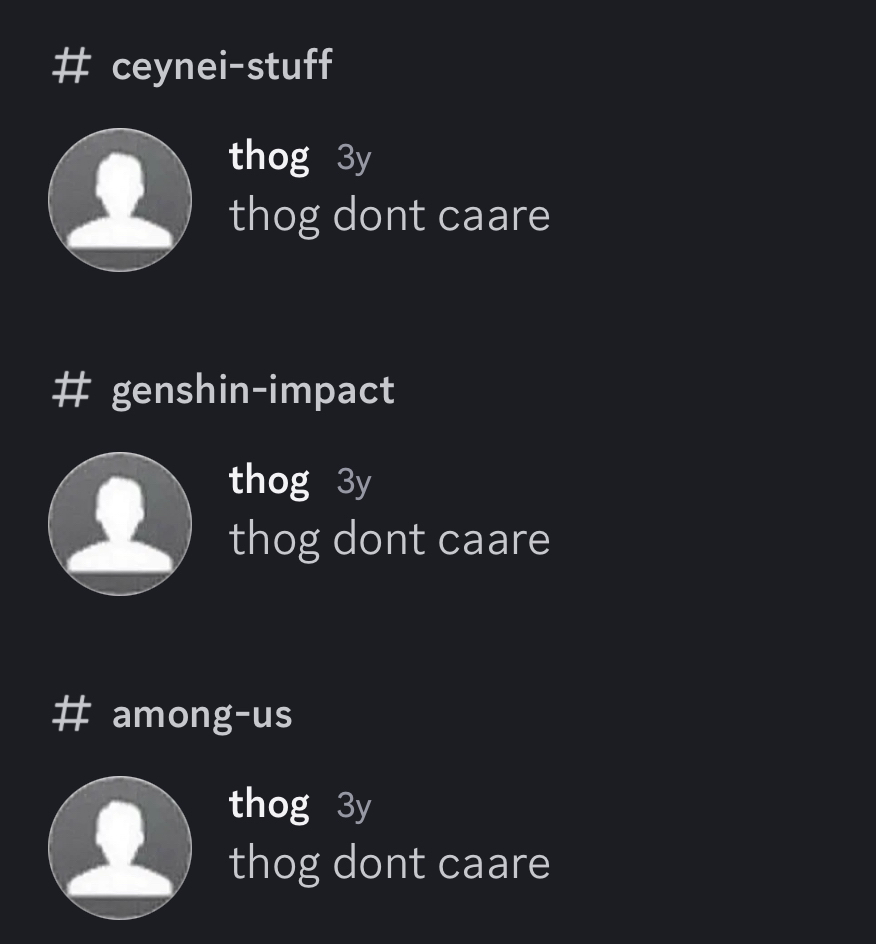 # ceynei-stuff
thog 3y
thog dont caare
# genshin-impact
thog 3y
thog dont caare
# among-us
thog 3y
thog dont caare